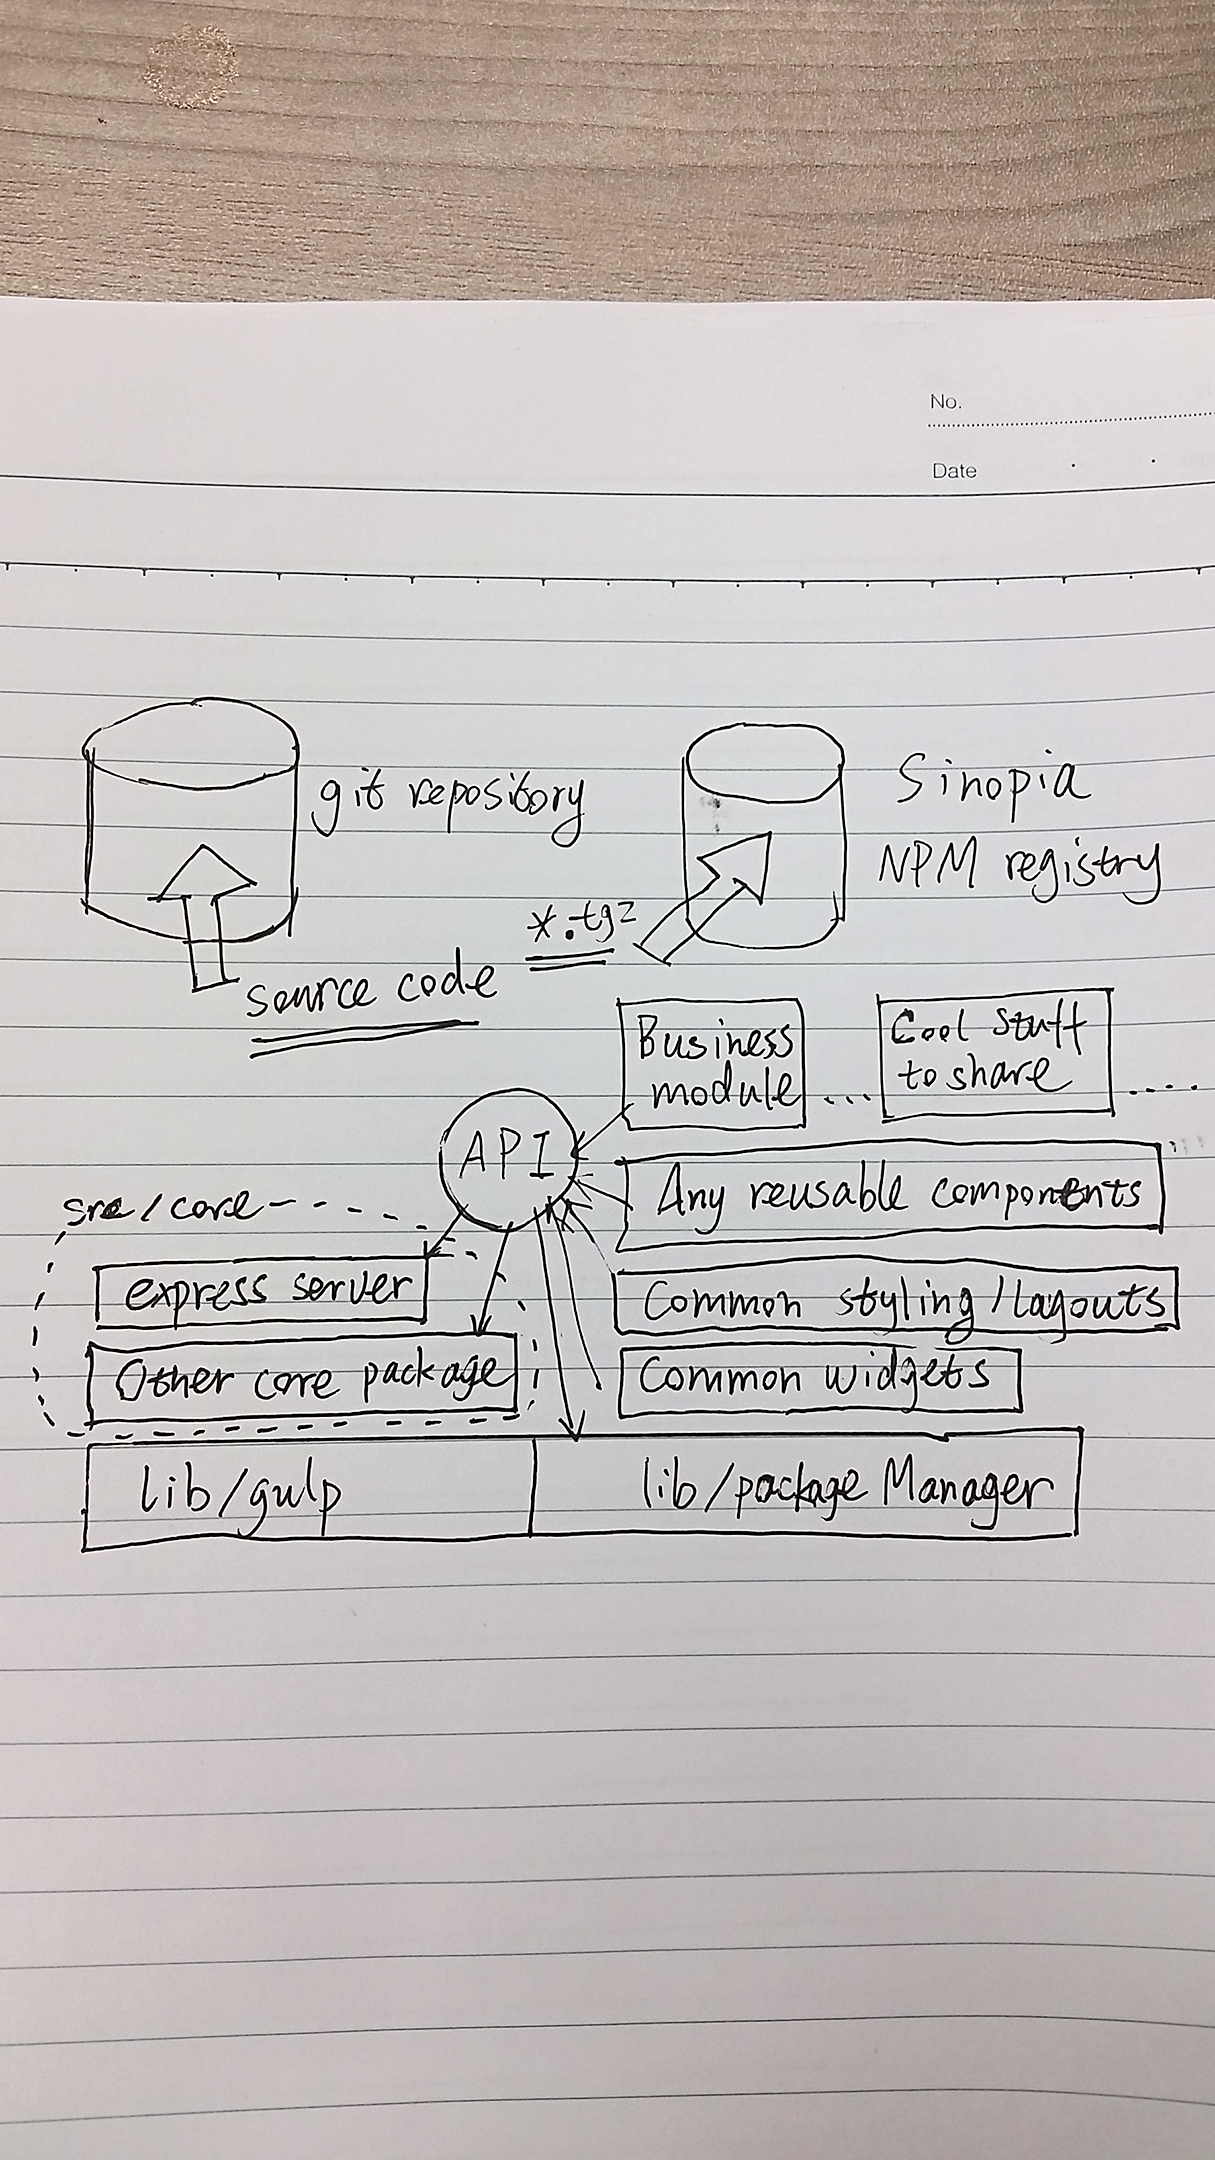 No.
Date
git repository
Sinopia
NPM registry
*.tgz
source code
Business
module
...
Cool stuff
to share
....
API
Any reusable components
src/core
express server
Common styling/Layouts
Other core package
Common widgets
lib/gulp
lib/package Manager